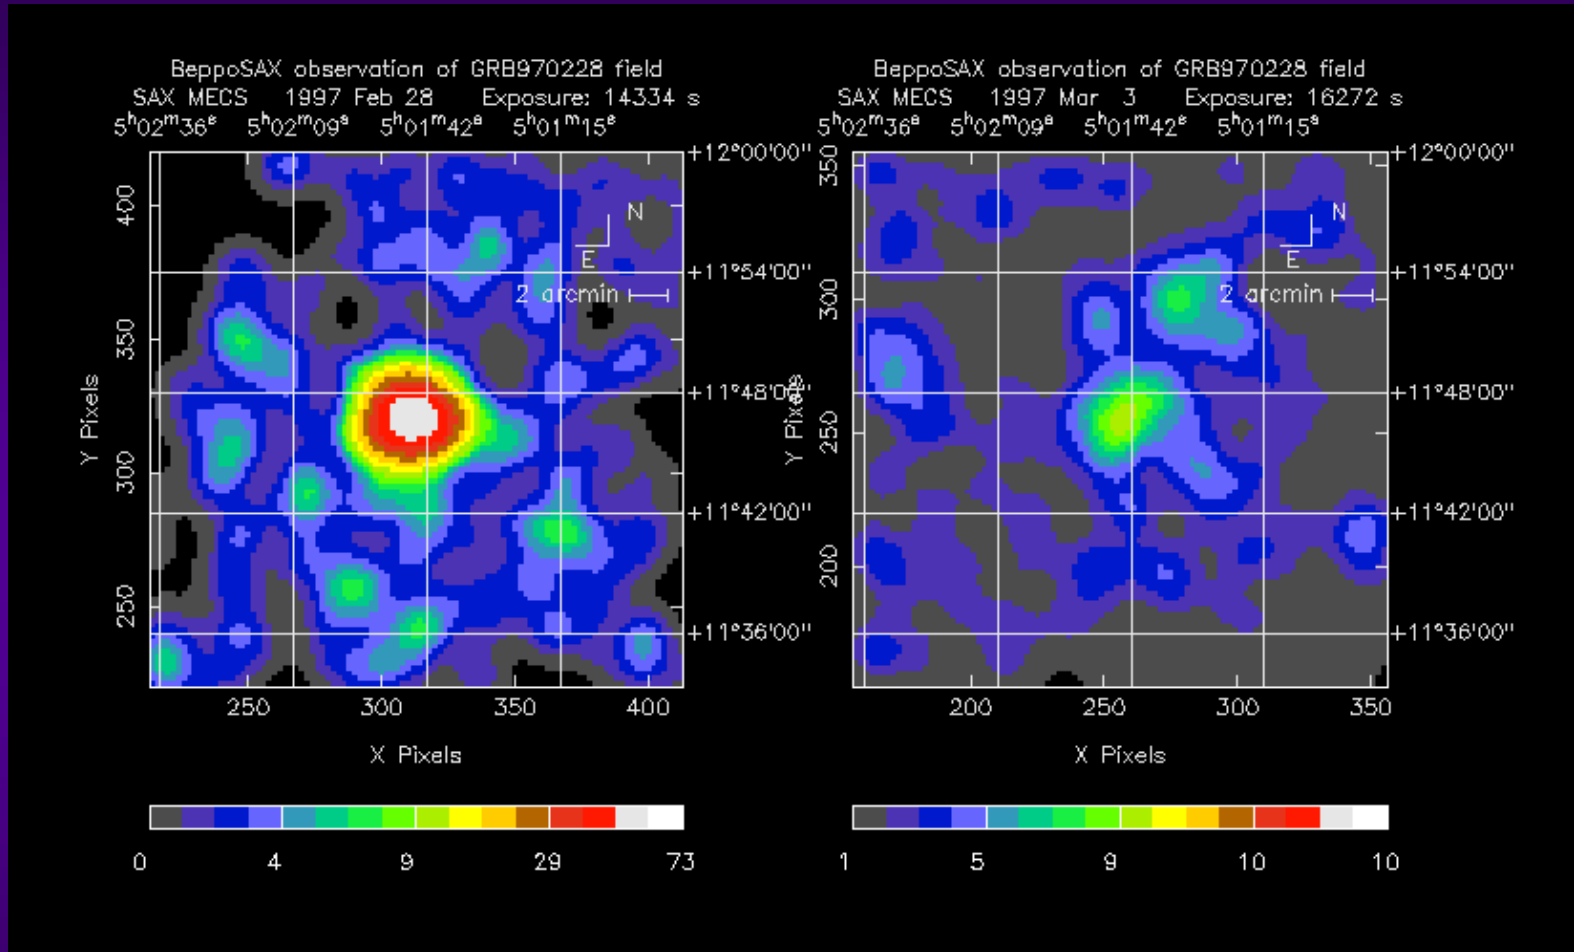 BeppoSAX observation of GRB970228 field
SAX MECS 1997 Feb 28 Exposure: 14334 s
5ʰ02ᵐ36ˢ 5ʰ02ᵐ09ˢ 5ʰ01ᵐ42ˢ 5ʰ01ᵐ15ˢ
+12°00'00"
400
N
E
+11°54'00"
2 arcmin
350
+11°48'00"
Y Pixels
300
+11°42'00"
250
+11°36'00"
250 300 350 400
X Pixels
0 4 9 29 73
BeppoSAX observation of GRB970228 field
SAX MECS 1997 Mar 3 Exposure: 16272 s
5ʰ02ᵐ36ˢ 5ʰ02ᵐ09ˢ 5ʰ01ᵐ42ˢ 5ʰ01ᵐ15ˢ
350
+12°00'00"
N
E
+11°54'00"
300
2 arcmin
+11°48'00"
Y Pixels
250
+11°42'00"
200
+11°36'00"
200 250 300 350
X Pixels
1 5 9 10 10